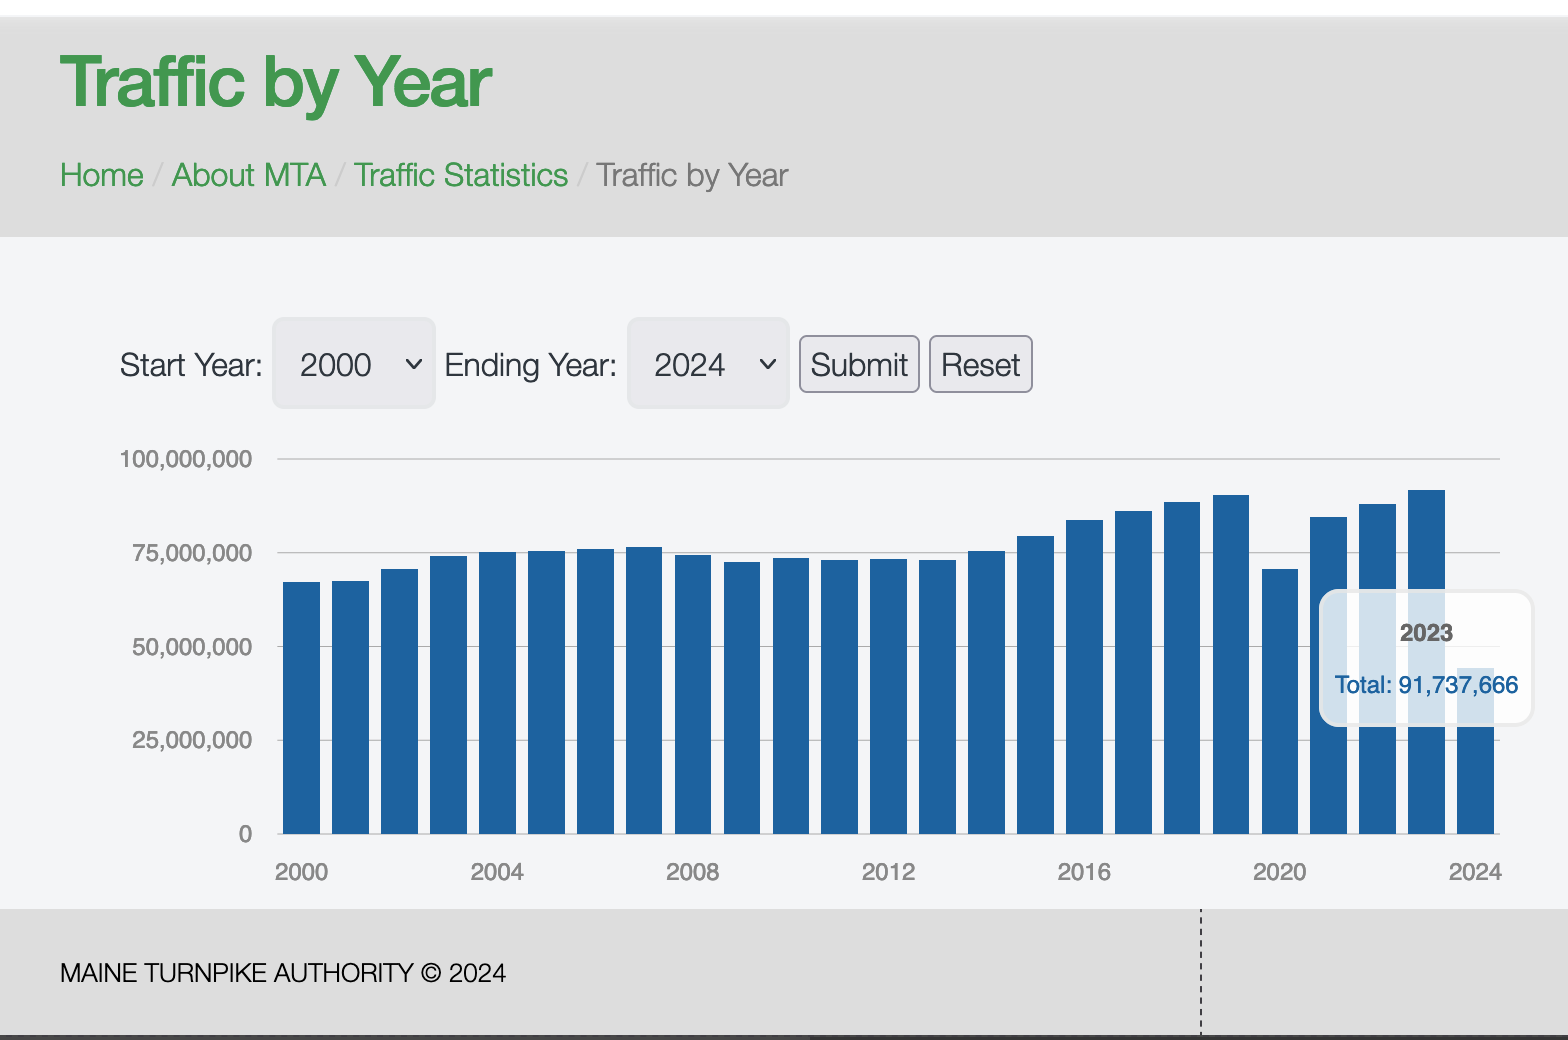 Traffic by Year
Home / About MTA / Traffic Statistics / Traffic by Year
Start Year: 2000 Ending Year: 2024 Submit Reset
100,000,000
75,000,000
50,000,000
25,000,000
0
2023
Total: 91,737,666
2000 2004 2008 2012 2016 2020 2024
MAINE TURNPIKE AUTHORITY © 2024